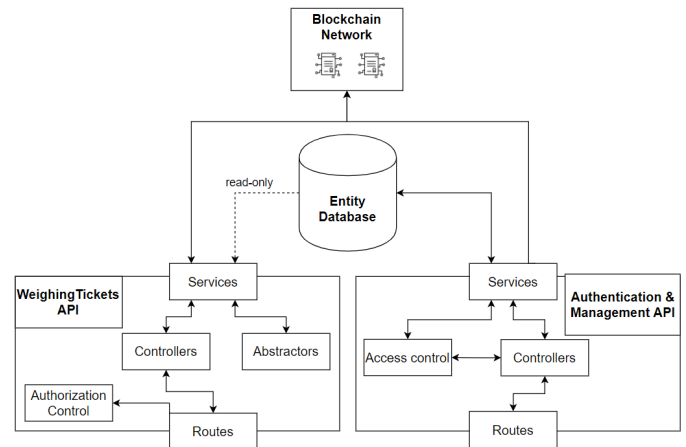 Blockchain
Network
read-only
Entity
Database
Services
WeighingTickets
API
Controllers
Abstractors
Authorization
Control
Routes
Services
Authentication &
Management API
Access control
Controllers
Routes